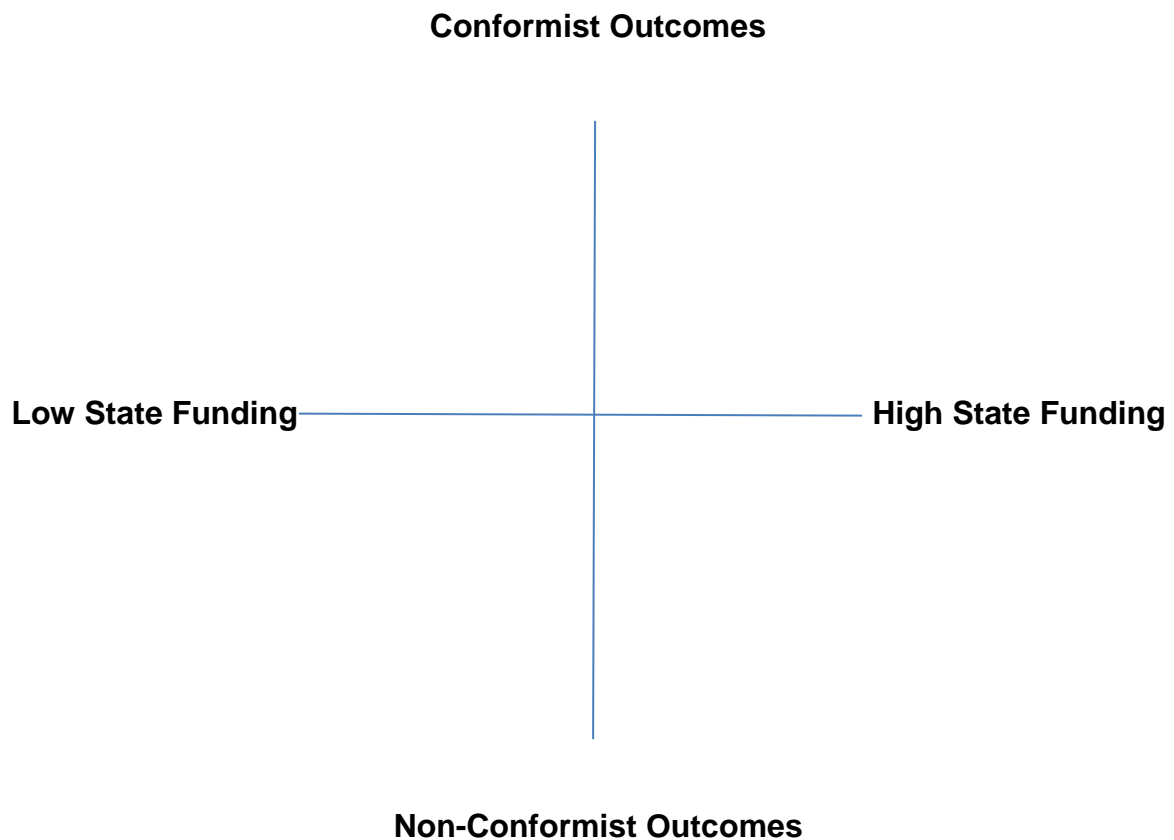 Conformist Outcomes
Low State Funding
High State Funding
Non-Conformist Outcomes